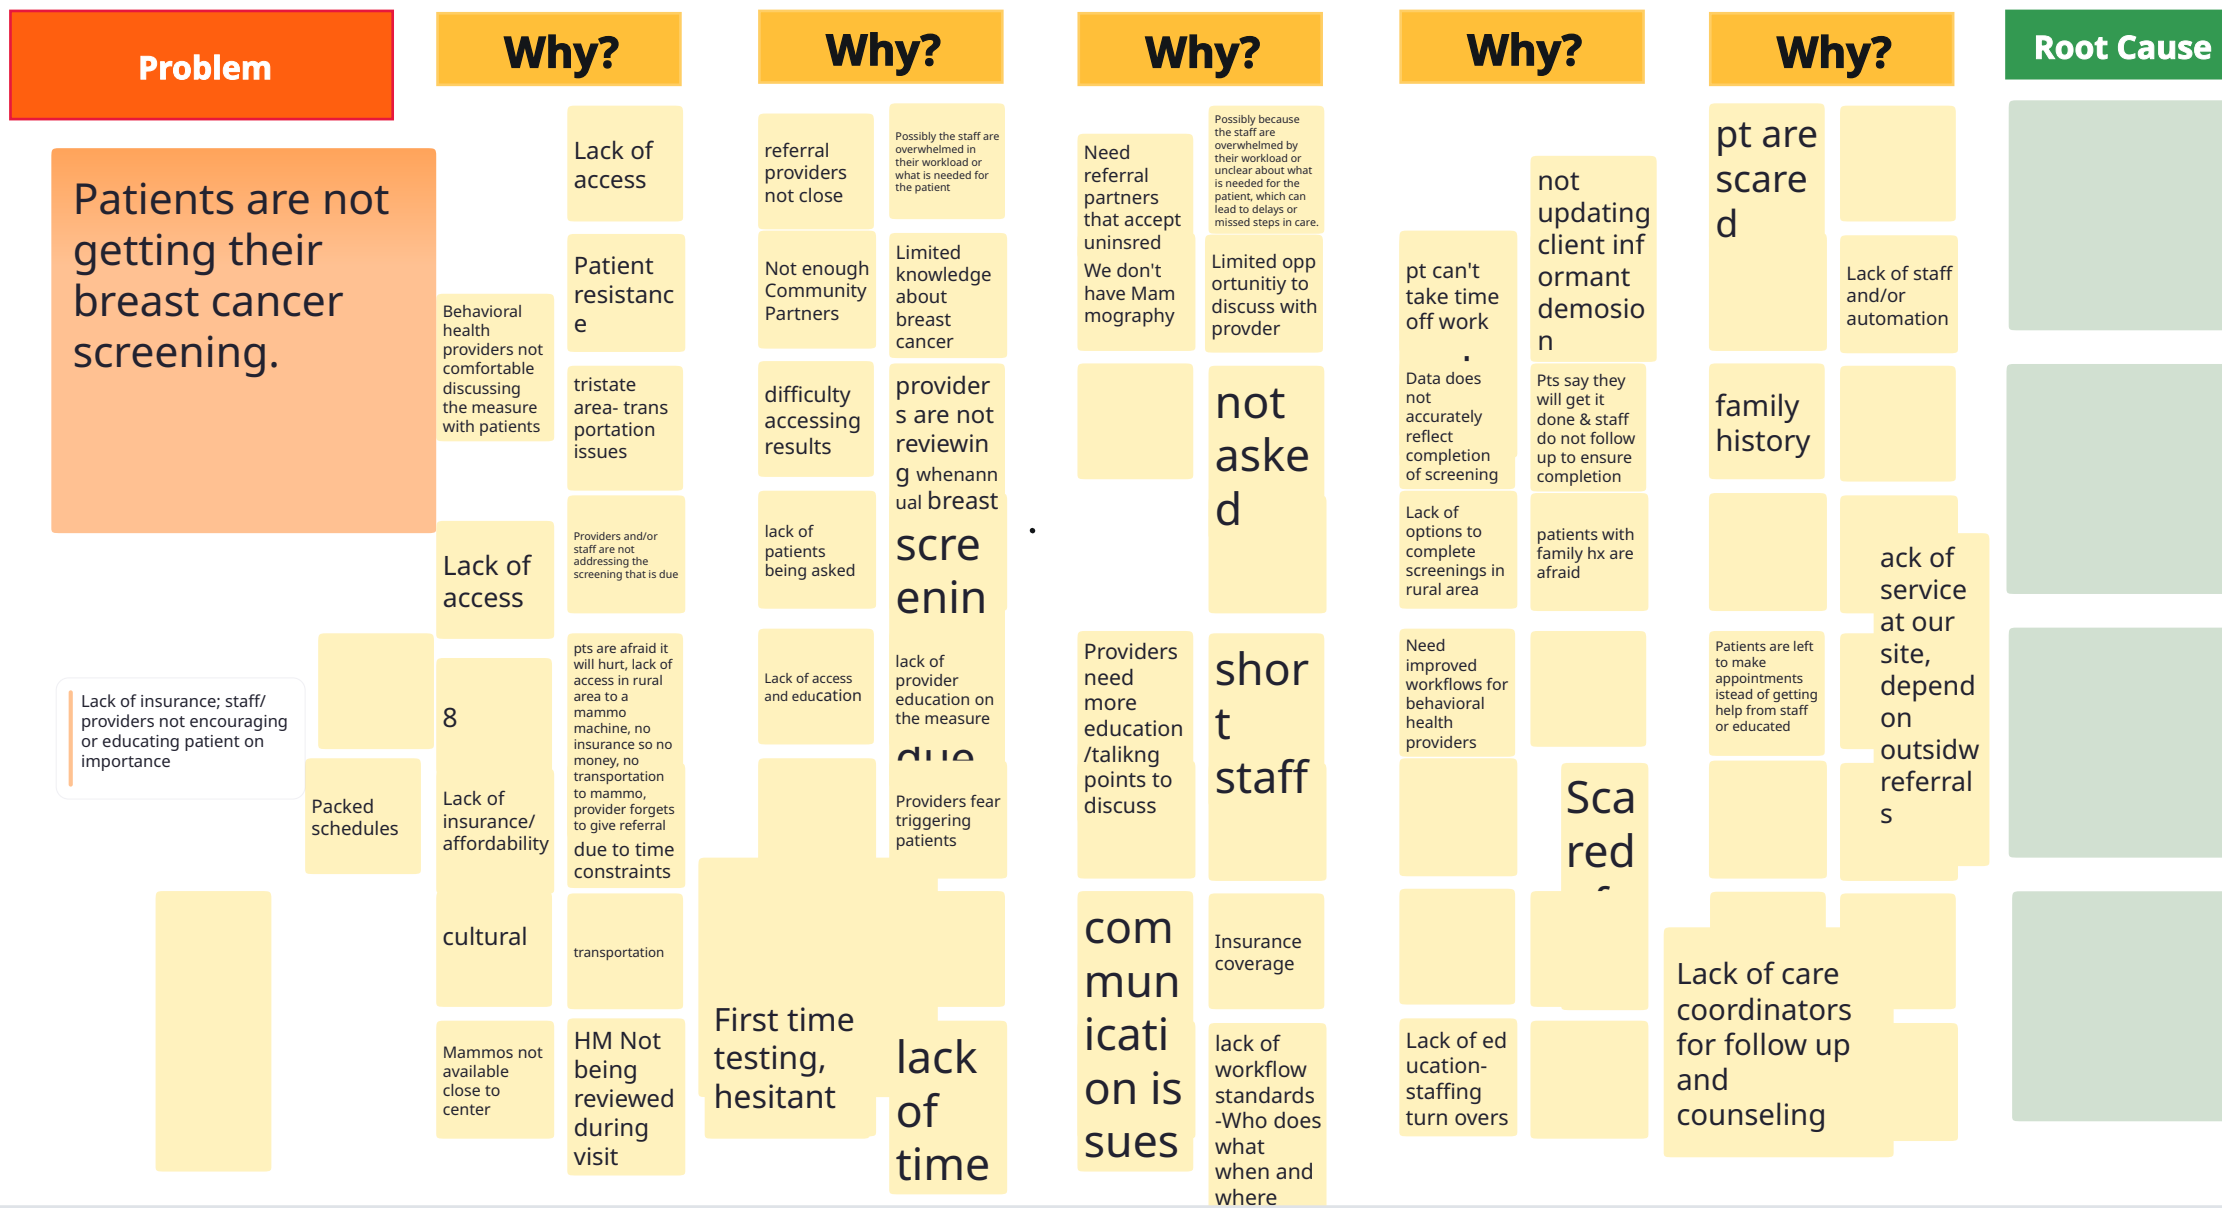 Problem
Why?
Why?
Why?
Why?
Why?
Root Cause
Patients are not
getting their
breast cancer
screening.
Lack of insurance; staff/
providers not encouraging
or educating patient on
importance
Packed
schedules
Behavioral
health
providers not
comfortable
discussing
the measure
with patients
Lack of
access
8
Lack of
insurance/
affordability
cultural
Mammos not
available
close to
center
Lack of
access
Patient
resistanc
e
tristate
area- trans
portation
issues
Providers and/or
staff are not
addressing the
screening that is due
pts are afraid it
will hurt, lack of
access in rural
area to a
mammo
machine, no
insurance so no
money, no
transportation
to mammo,
provider forgets
to give referral
due to time
constraints
transportation
HM Not
being
reviewed
during
visit
referral
providers
not close
Not enough
Community
Partners
difficulty
accessing
results
lack of
patients
being asked
Lack of access
and education
First time
testing,
hesitant
Possibly the staff are
overwhelmed in
their workload or
what is needed for
the patient
Limited
knowledge
about
breast
cancer
provider
s are not
reviewin
g whenann
ual breast
scre
enin
lack of
provider
education on
the measure
due
Providers fear
triggering
patients
lack
of
time
.
Need
referral
partners
that accept
uninsred
We don't
have Mam
mography
Providers
need
more
education
/talikng
points to
discuss
com
mun
icati
on is
sues
Possibly because
the staff are
overwhelmed by
their workload or
unclear about what
is needed for the
patient, which can
lead to delays or
missed steps in care.
Limited opp
ortunitiy to
discuss with
provder
not
aske
d
shor
t
staff
Insurance
coverage
lack of
workflow
standards
-Who does
what
when and
where
pt can't
take time
off work
.
Data does
not
accurately
reflect
completion
of screening
Lack of
options to
complete
screenings in
rural area
Need
improved
workflows for
behavioral
health
providers
Lack of ed
ucation-
staffing
turn overs
not
updating
client inf
ormant
demosio
n
Pts say they
will get it
done & staff
do not follow
up to ensure
completion
patients with
family hx are
afraid
Sca
red
pt are
scare
d
family
history
Patients are left
to make
appointments
istead of getting
help from staff
or educated
Lack of care
coordinators
for follow up
and
counseling
Lack of staff
and/or
automation
ack of
service
at our
site,
depend
on
outsidw
referral
s